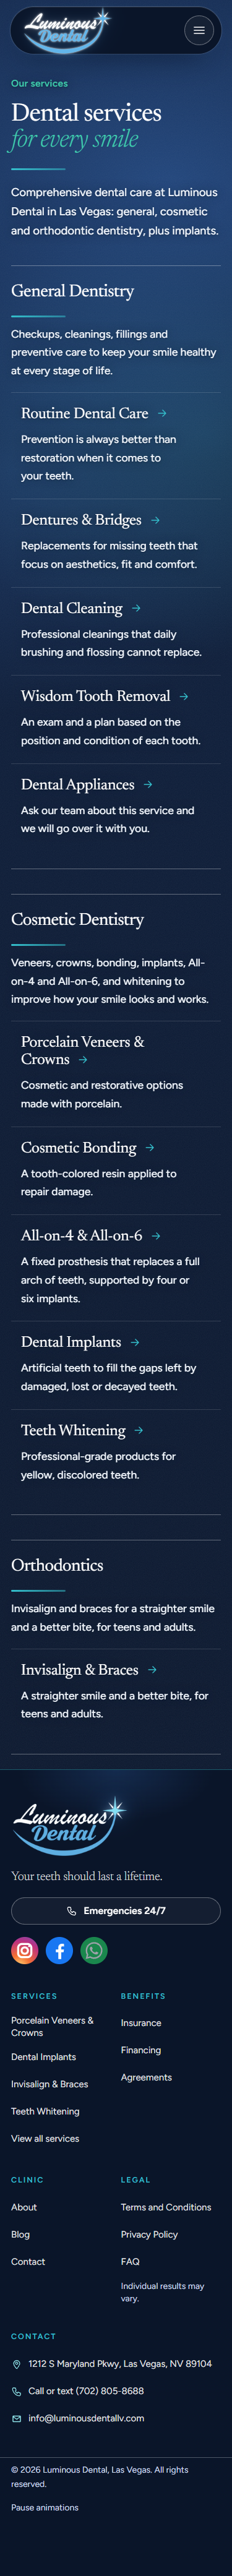 Luminous
Dental
Our services
Dental services
for every smile
Comprehensive dental care at Luminous
Dental in Las Vegas: general, cosmetic
and orthodontic dentistry, plus implants.
General Dentistry
Checkups, cleanings, fillings and
preventive care to keep your smile healthy
at every stage of life.
Routine Dental Care →
Prevention is always better than
restoration when it comes to
your teeth.
Dentures & Bridges →
Replacements for missing teeth that
focus on aesthetics, fit and comfort.
Dental Cleaning →
Professional cleanings that daily
brushing and flossing cannot replace.
Wisdom Tooth Removal →
An exam and a plan based on the
position and condition of each tooth.
Dental Appliances →
Ask our team about this service and
we will go over it with you.
Cosmetic Dentistry
Veneers, crowns, bonding, implants, All-
on-4 and All-on-6, and whitening to
improve how your smile looks and works.
Porcelain Veneers &
Crowns →
Cosmetic and restorative options
made with porcelain.
Cosmetic Bonding →
A tooth-colored resin applied to
repair damage.
All-on-4 & All-on-6 →
A fixed prosthesis that replaces a full
arch of teeth, supported by four or
six implants.
Dental Implants →
Artificial teeth to fill the gaps left by
damaged, lost or decayed teeth.
Teeth Whitening →
Professional-grade products for
yellow, discolored teeth.
Orthodontics
Invisalign and braces for a straighter smile
and a better bite, for teens and adults.
Invisalign & Braces →
A straighter smile and a better bite, for
teens and adults.
Luminous
Dental
Your teeth should last a lifetime.
Emergencies 24/7
SERVICES
Porcelain Veneers &
Crowns
Dental Implants
Invisalign & Braces
Teeth Whitening
View all services
BENEFITS
Insurance
Financing
Agreements
CLINIC
About
Blog
Contact
LEGAL
Terms and Conditions
Privacy Policy
FAQ
Individual results may
vary.
CONTACT
1212 S Maryland Pkwy, Las Vegas, NV 89104
Call or text (702) 805-8688
info@luminousdentallv.com
© 2026 Luminous Dental, Las Vegas. All rights
reserved.
Pause animations